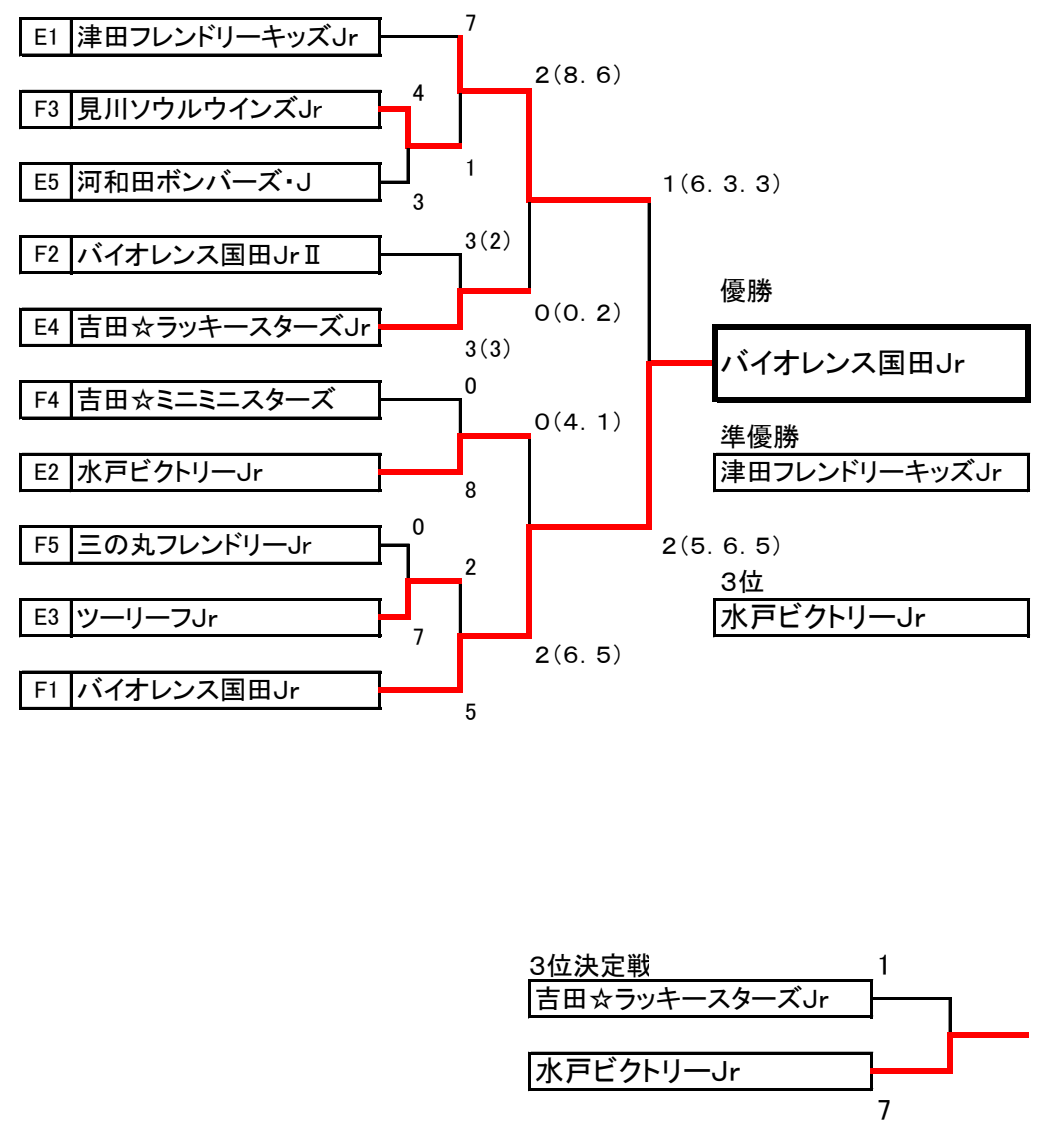 7
E1 津田フレンドリーキッズJr
2(8. 6)
4
F3 見川ソウルウインズJr
1
E5 河和田ボンバーズ・J
1(6. 3. 3)
3
3(2)
F2 バイオレンス国田JrⅡ
優勝
0(0. 2)
E4 吉田☆ラッキースターズJr
3(3)
バイオレンス国田Jr
0
F4 吉田☆ミニミニスターズ
0(4. 1)
準優勝
E2 水戸ビクトリーJr
津田フレンドリーキッズJr
8
0
F5 三の丸フレンドリーJr
2(5. 6. 5)
2
3位
E3 ツーリーフJr
水戸ビクトリーJr
7
2(6. 5)
F1 バイオレンス国田Jr
5
3位決定戦
1
吉田☆ラッキースターズJr
水戸ビクトリーJr
7